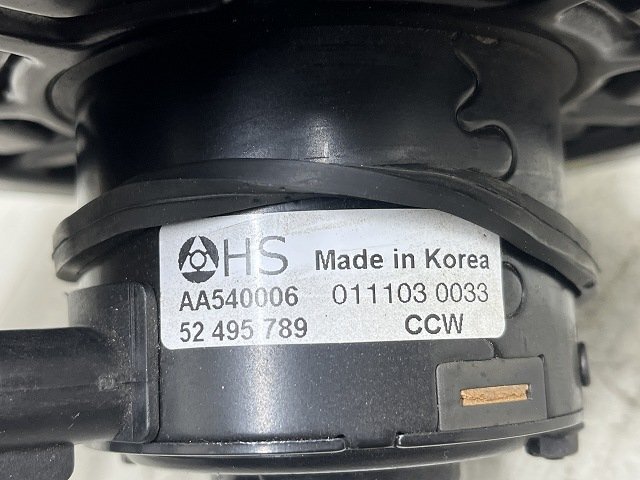 HS Made in Korea
AA540006 011103 0033
52 495 789 CCW